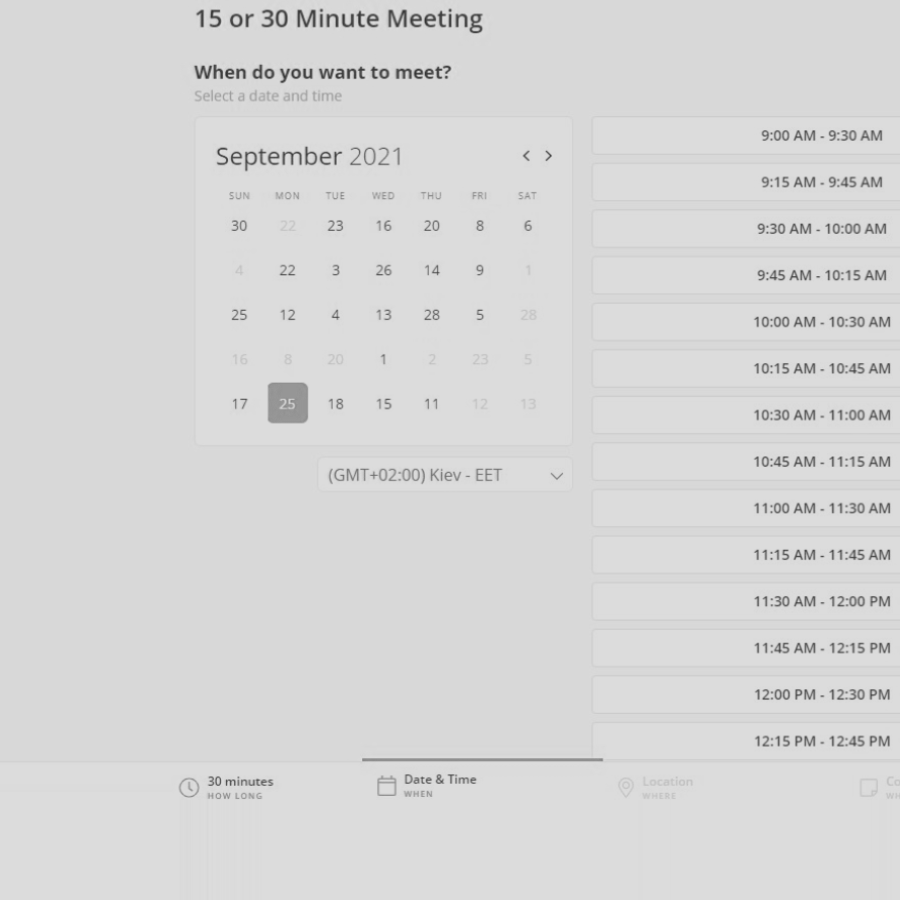 15 or 30 Minute Meeting
When do you want to meet?
Select a date and time
September 2021
SUN MON TUE WED THU FRI SAT
30 22 23 16 20 8 6
4 22 3 26 14 9 1
25 12 4 13 28 5 28
16 8 20 1 2 23 5
17 25 18 15 11 12 13
(GMT+02:00) Kiev - EET
9:00 AM - 9:30 AM
9:15 AM - 9:45 AM
9:30 AM - 10:00 AM
9:45 AM - 10:15 AM
10:00 AM - 10:30 AM
10:15 AM - 10:45 AM
10:30 AM - 11:00 AM
10:45 AM - 11:15 AM
11:00 AM - 11:30 AM
11:15 AM - 11:45 AM
11:30 AM - 12:00 PM
11:45 AM - 12:15 PM
12:00 PM - 12:30 PM
12:15 PM - 12:45 PM
30 minutes
HOW LONG
Date & Time
WHEN
Location
WHERE